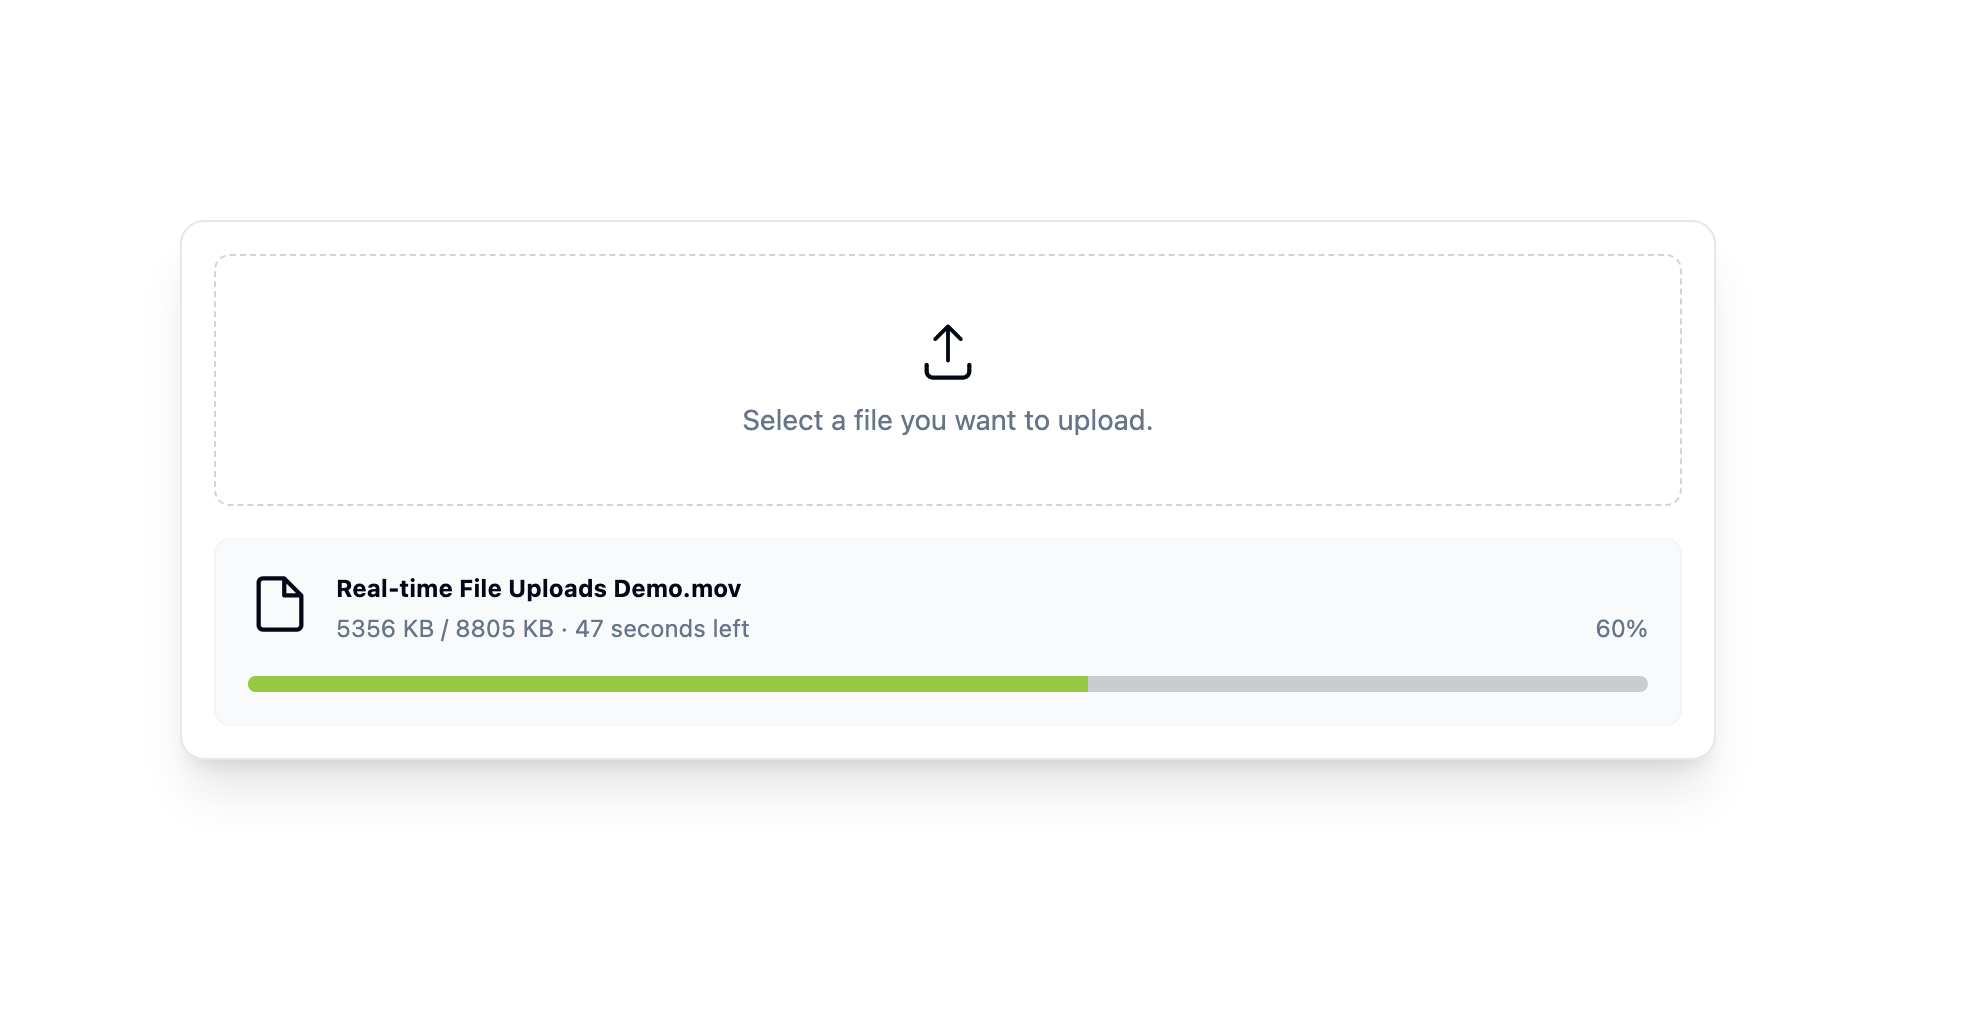 Select a file you want to upload.
Real-time File Uploads Demo.mov
5356 KB / 8805 KB · 47 seconds left
60%